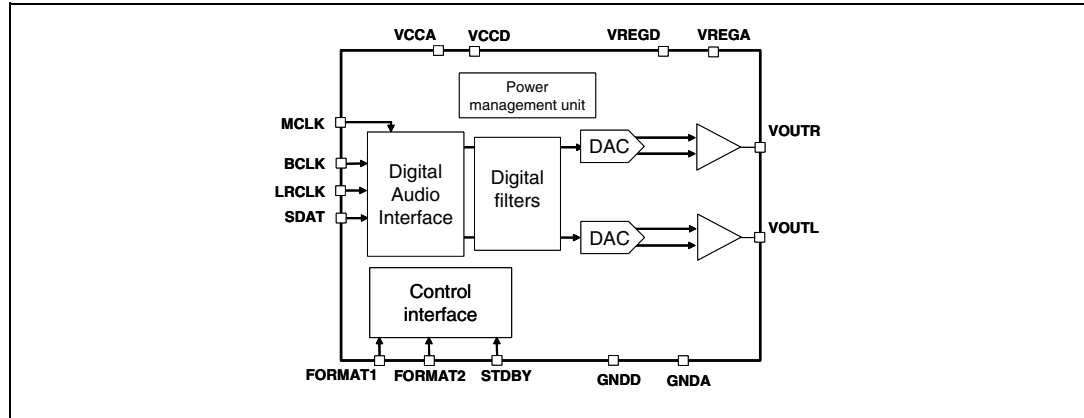 VCCA VCCD VREGD VREGA
Power
management unit
MCLK
VOUTR
DAC
BCLK
Digital
Audio
Interface
Digital
filters
LRCLK
SDAT
VOUTL
DAC
Control
interface
FORMAT1 FORMAT2 STDBY GNDD GNDA